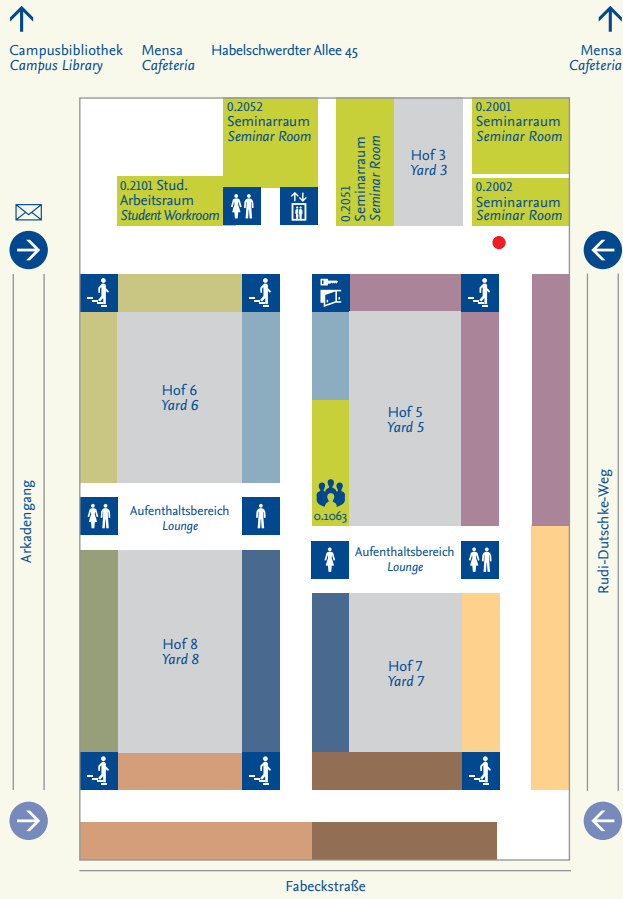 Campusbibliothek
Campus Library
Mensa
Cafeteria
Habelschwerdter Allee 45
Mensa
Cafeteria
0.2052
Seminarraum
Seminar Room
0.2051
Seminarraum
Seminar Room
Hof 3
Yard 3
0.2001
Seminarraum
Seminar Room
0.2101 Stud.
Arbeitsraum
Student Workroom
0.2002
Seminarraum
Seminar Room
Hof 6
Yard 6
Hof 5
Yard 5
0.1063
Arkadengang
Rudi-Dutschke-Weg
Aufenthaltsbereich
Lounge
Aufenthaltsbereich
Lounge
Hof 8
Yard 8
Hof 7
Yard 7
Fabeckstraße